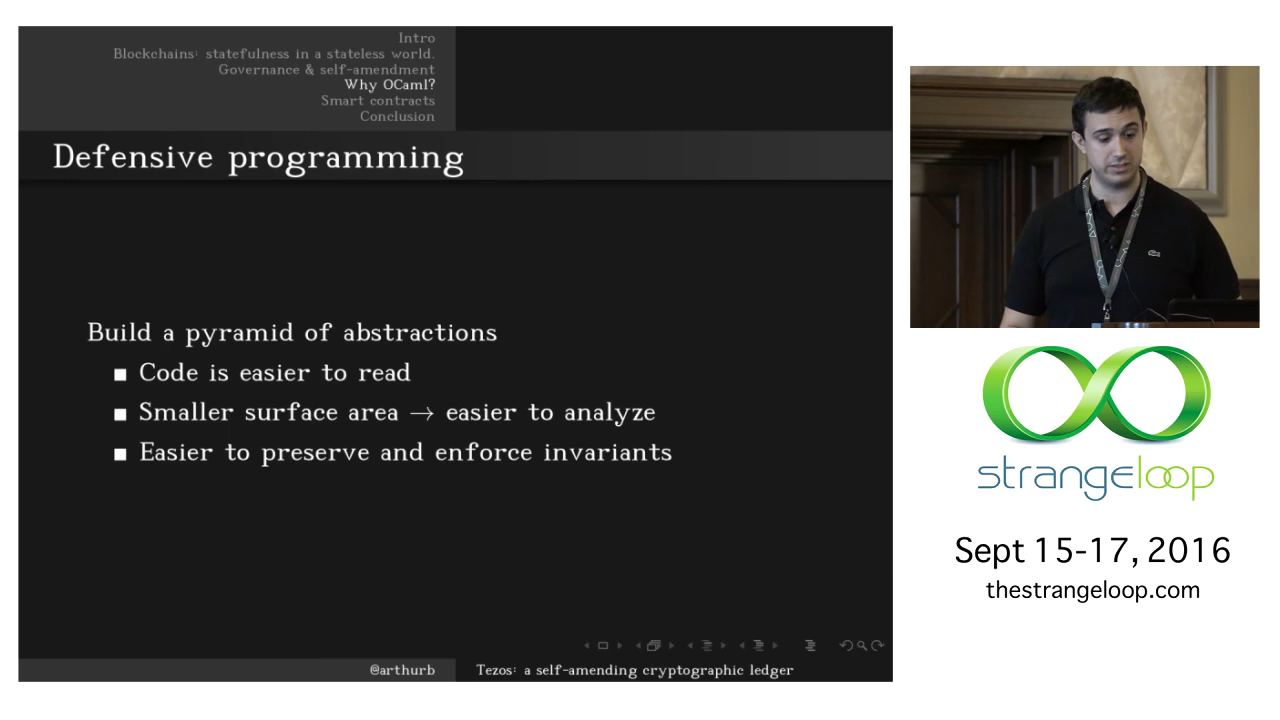 Intro
Blockchains: statefulness in a stateless world.
Governance & self-amendment
Why OCaml?
Smart contracts
Conclusion
Defensive programming
Build a pyramid of abstractions
Code is easier to read
Smaller surface area → easier to analyze
Easier to preserve and enforce invariants
@arthurb
Tezos: a self-amending cryptographic ledger
strangeloop
Sept 15-17, 2016
thestrangeloop.com